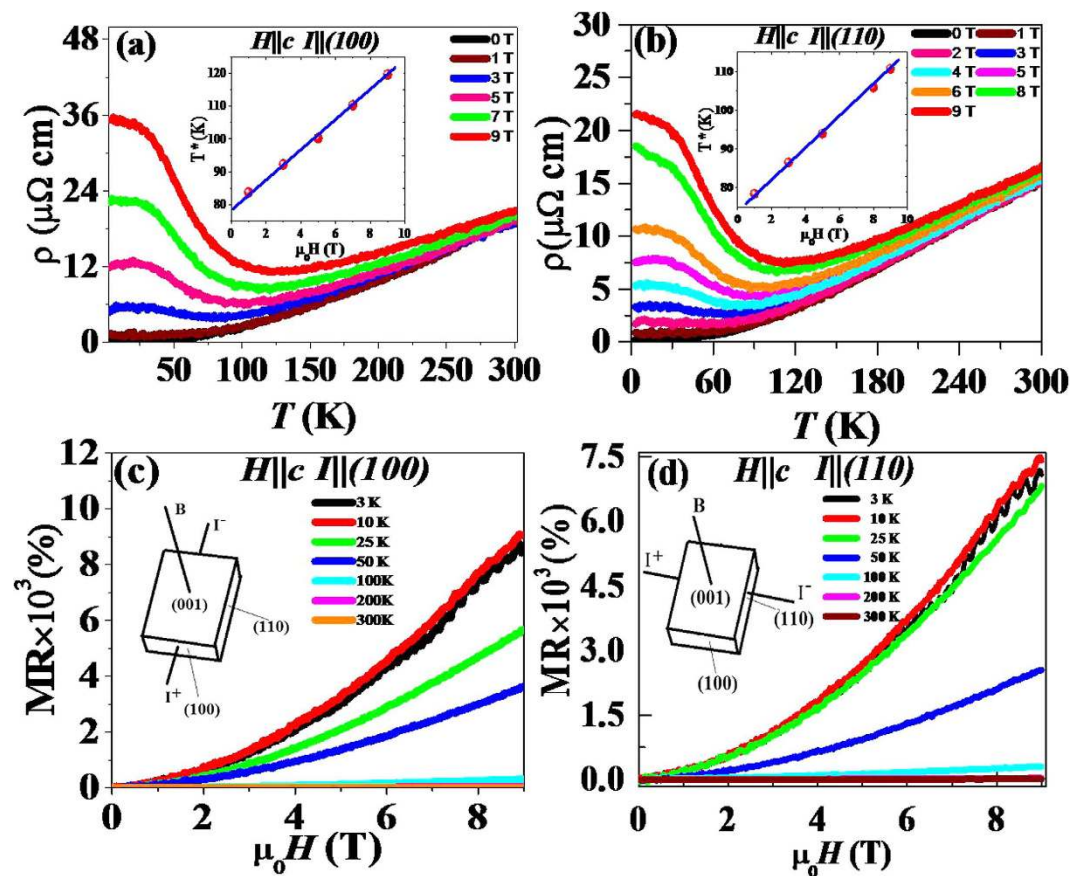 (a)
H||c I||(100)
0 T
1 T
3 T
5 T
7 T
9 T
48
36
24
12
0
ρ (μΩ cm)
50 100 150 200 250 300
T (K)
120
110
100
90
80
T*(K)
0 2 4 6 8 10
μ₀H (T)
(b)
H||c I||(110)
0 T 1 T
2 T 3 T
4 T 5 T
6 T 8 T
9 T
25
20
15
10
5
0
ρ(μΩ cm)
0 60 120 180 240 300
T (K)
110
100
90
80
T*(K)
0 2 4 6 8 10
μ₀H (T)
(c)
H||c I||(100)
3 K
10 K
25 K
50 K
100K
200K
300K
12
10
8
6
4
2
0
MR×10³ (%)
0 2 4 6 8
μ₀H (T)
B
I⁻
(001)
(110)
I⁺
(100)
(d)
H||c I||(110)
3 K
10 K
25 K
50 K
100 K
200 K
300 K
7.5
6.0
4.5
3.0
1.5
0.0
MR×10³ (%)
0 2 4 6 8
μ₀H (T)
B
I⁺
I⁻
(001)
(110)
(100)